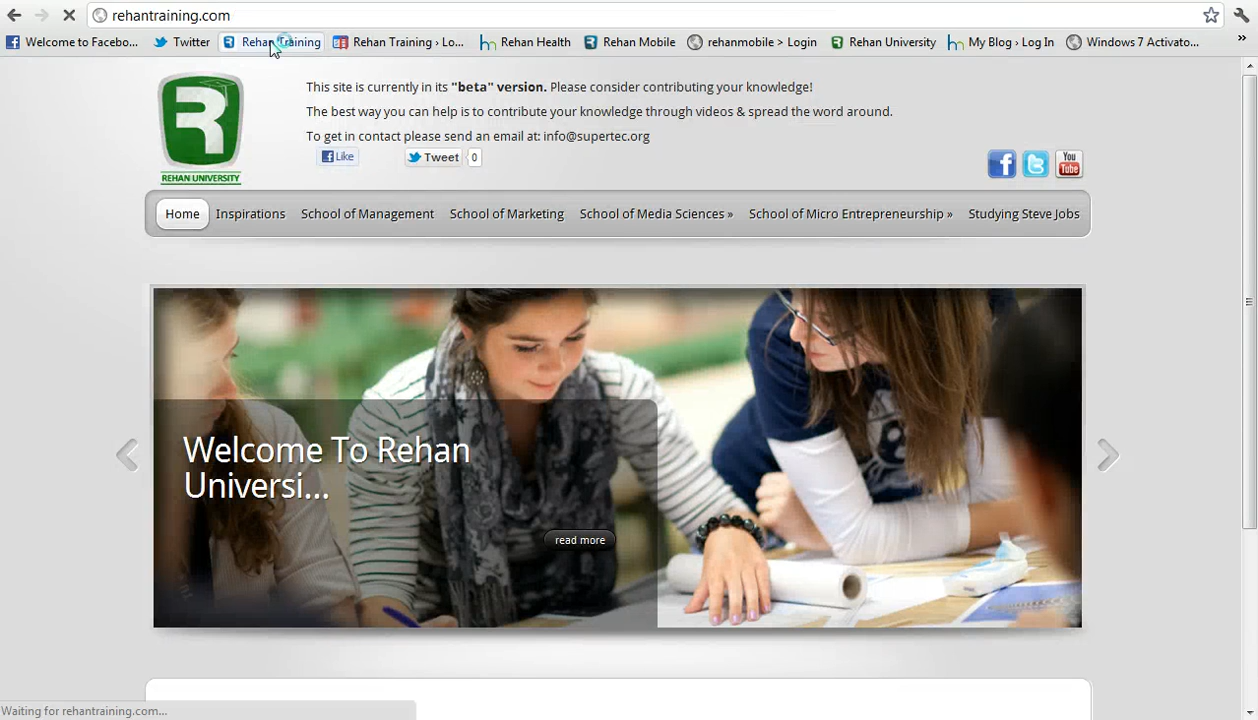 rehantraining.com
Welcome to Facebo... Twitter Rehan Training Rehan Training › Lo... Rehan Health Rehan Mobile rehanmobile > Login Rehan University My Blog › Log In Windows 7 Activato... »
This site is currently in its "beta" version. Please consider contributing your knowledge!
The best way you can help is to contribute your knowledge through videos & spread the word around.
To get in contact please send an email at: info@supertec.org
Like Tweet 0
R
REHAN UNIVERSITY
f t You Tube
Home Inspirations School of Management School of Marketing School of Media Sciences » School of Micro Entrepreneurship » Studying Steve Jobs
Welcome To Rehan
Universi...
read more
Waiting for rehantraining.com...